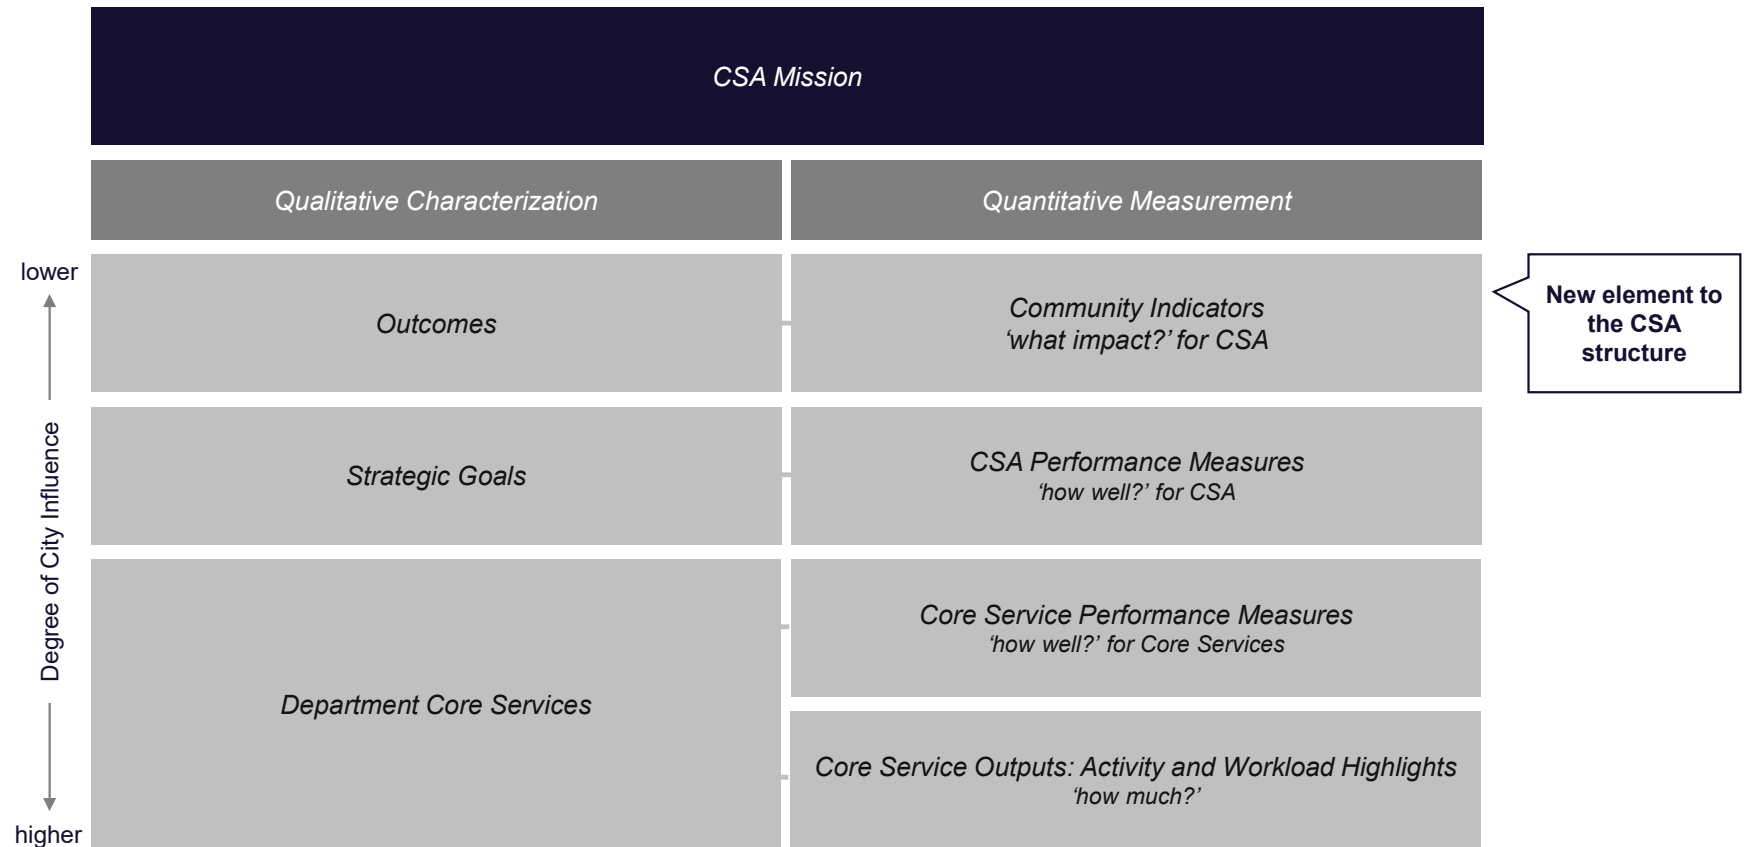 CSA Mission
Qualitative Characterization
Quantitative Measurement
lower
Degree of City Influence
higher
Outcomes
Community Indicators
‘what impact?’ for CSA
New element to
the CSA
structure
Strategic Goals
CSA Performance Measures
‘how well?’ for CSA
Department Core Services
Core Service Performance Measures
‘how well?’ for Core Services
Core Service Outputs: Activity and Workload Highlights
‘how much?’